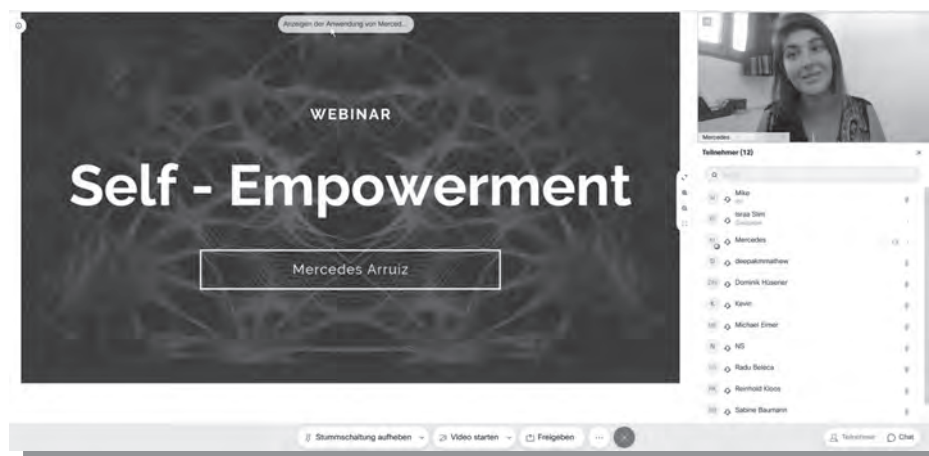 Anzeigen der Anwendung von Merced...
WEBINAR
Self - Empowerment
Mercedes Arruiz
Mercedes
Teilnehmer (12)
Mike
Israa Slim
Mercedes
deepakmmathew
Dominik Hüsener
Kevin
Michael Eimer
NS
Radu Beleca
Reinhold Kloos
Sabine Baumann
Stummschaltung aufheben
Video starten
Freigeben
Teilnehmer
Chat